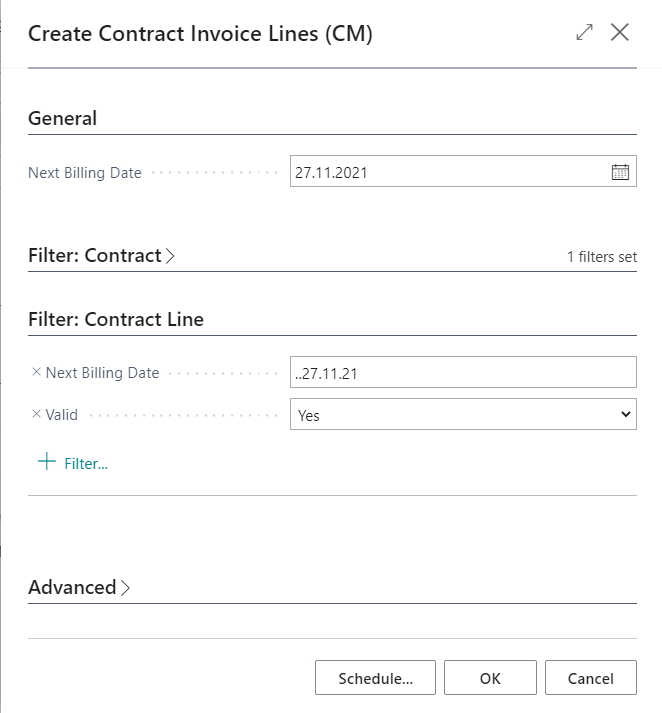 Create Contract Invoice Lines (CM)
General
Next Billing Date 27.11.2021
Filter: Contract 1 filters set
Filter: Contract Line
Next Billing Date ..27.11.21
Valid Yes
Filter...
Advanced
Schedule... OK Cancel